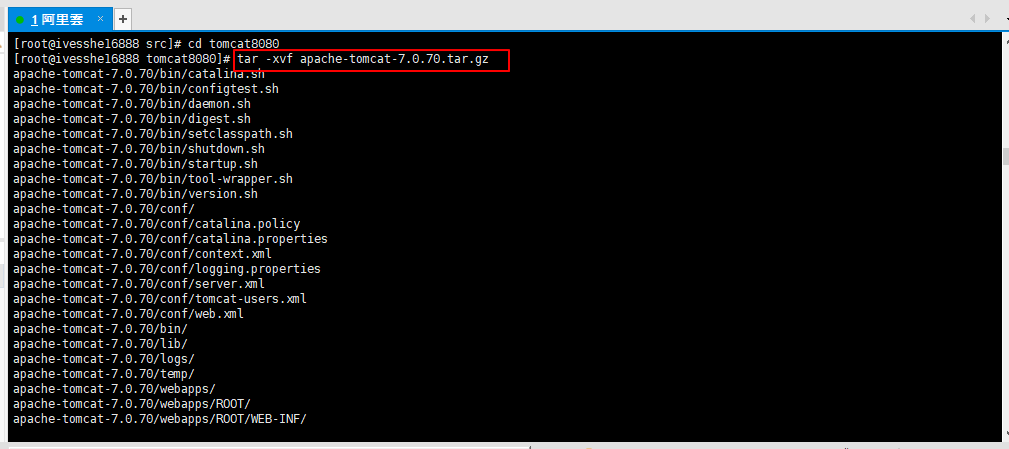 1 阿里雲 × +
[root@ivesshe16888 src]# cd tomcat8080
[root@ivesshe16888 tomcat8080]# tar -xvf apache-tomcat-7.0.70.tar.gz
apache-tomcat-7.0.70/bin/catalina.sh
apache-tomcat-7.0.70/bin/configtest.sh
apache-tomcat-7.0.70/bin/daemon.sh
apache-tomcat-7.0.70/bin/digest.sh
apache-tomcat-7.0.70/bin/setclasspath.sh
apache-tomcat-7.0.70/bin/shutdown.sh
apache-tomcat-7.0.70/bin/startup.sh
apache-tomcat-7.0.70/bin/tool-wrapper.sh
apache-tomcat-7.0.70/bin/version.sh
apache-tomcat-7.0.70/conf/
apache-tomcat-7.0.70/conf/catalina.policy
apache-tomcat-7.0.70/conf/catalina.properties
apache-tomcat-7.0.70/conf/context.xml
apache-tomcat-7.0.70/conf/logging.properties
apache-tomcat-7.0.70/conf/server.xml
apache-tomcat-7.0.70/conf/tomcat-users.xml
apache-tomcat-7.0.70/conf/web.xml
apache-tomcat-7.0.70/bin/
apache-tomcat-7.0.70/lib/
apache-tomcat-7.0.70/logs/
apache-tomcat-7.0.70/temp/
apache-tomcat-7.0.70/webapps/
apache-tomcat-7.0.70/webapps/ROOT/
apache-tomcat-7.0.70/webapps/ROOT/WEB-INF/